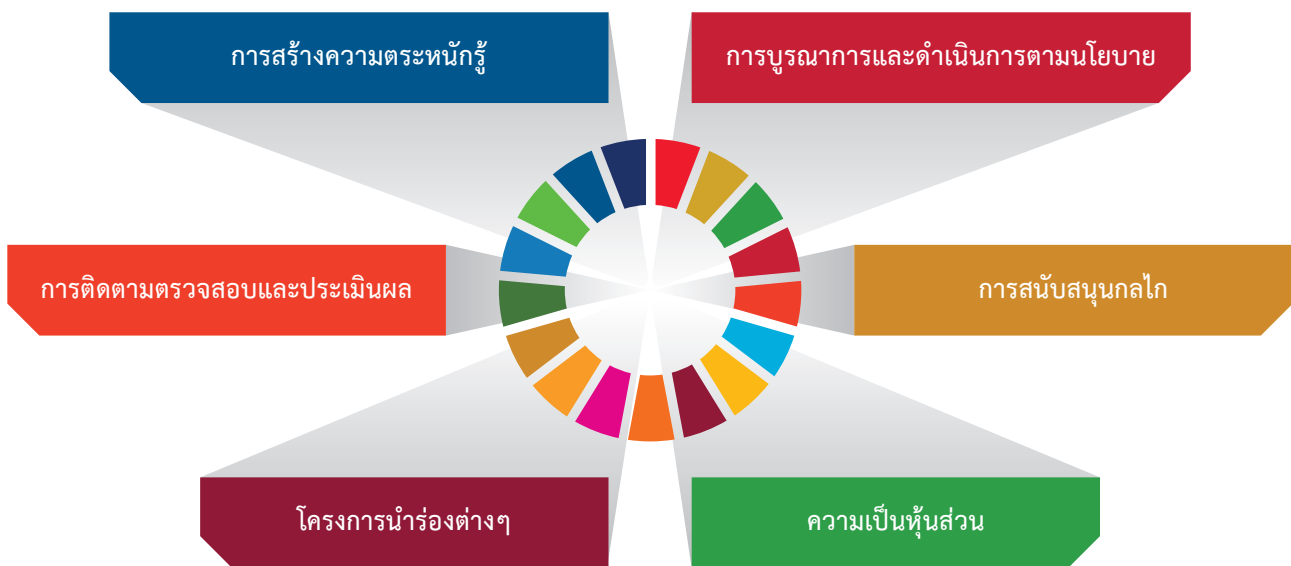 การสร้างความตระหนักรู้
การบูรณาการและดำเนินการตามนโยบาย
การติดตามตรวจสอบและประเมินผล
การสนับสนุนกลไก
โครงการนำร่องต่างๆ
ความเป็นหุ้นส่วน